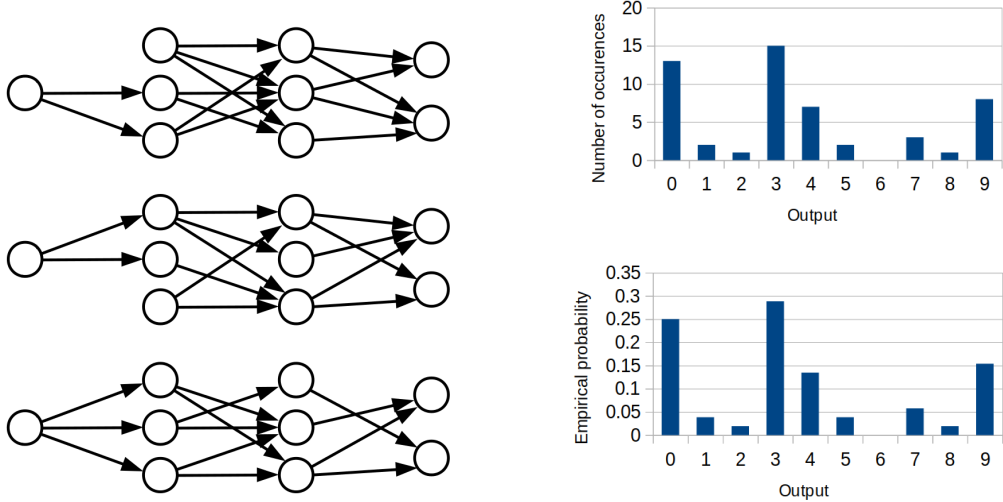 Number of occurences
20
15
10
5
0
0 1 2 3 4 5 6 7 8 9
Output
Empirical probability
0.35
0.3
0.25
0.2
0.15
0.1
0.05
0
0 1 2 3 4 5 6 7 8 9
Output